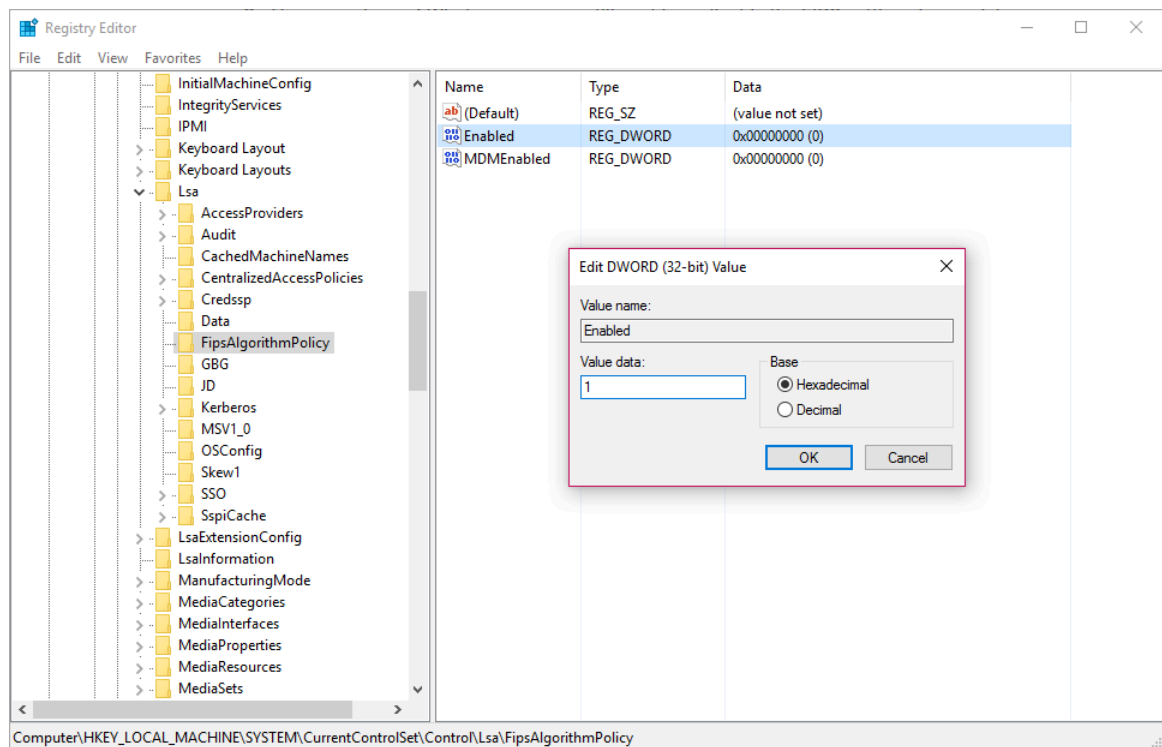 Registry Editor
File Edit View Favorites Help
InitialMachineConfig
IntegrityServices
IPMI
Keyboard Layout
Keyboard Layouts
Lsa
AccessProviders
Audit
CachedMachineNames
CentralizedAccessPolicies
Credssp
Data
FipsAlgorithmPolicy
GBG
JD
Kerberos
MSV1_0
OSConfig
Skew1
SSO
SspiCache
LsaExtensionConfig
LsaInformation
ManufacturingMode
MediaCategories
MediaInterfaces
MediaProperties
MediaResources
MediaSets
Name Type Data
(Default) REG_SZ (value not set)
Enabled REG_DWORD 0x00000000 (0)
MDMEnabled REG_DWORD 0x00000000 (0)
Edit DWORD (32-bit) Value
Value name:
Enabled
Value data: Base
1 Hexadecimal
Decimal
OK Cancel
Computer\HKEY_LOCAL_MACHINE\SYSTEM\CurrentControlSet\Control\Lsa\FipsAlgorithmPolicy